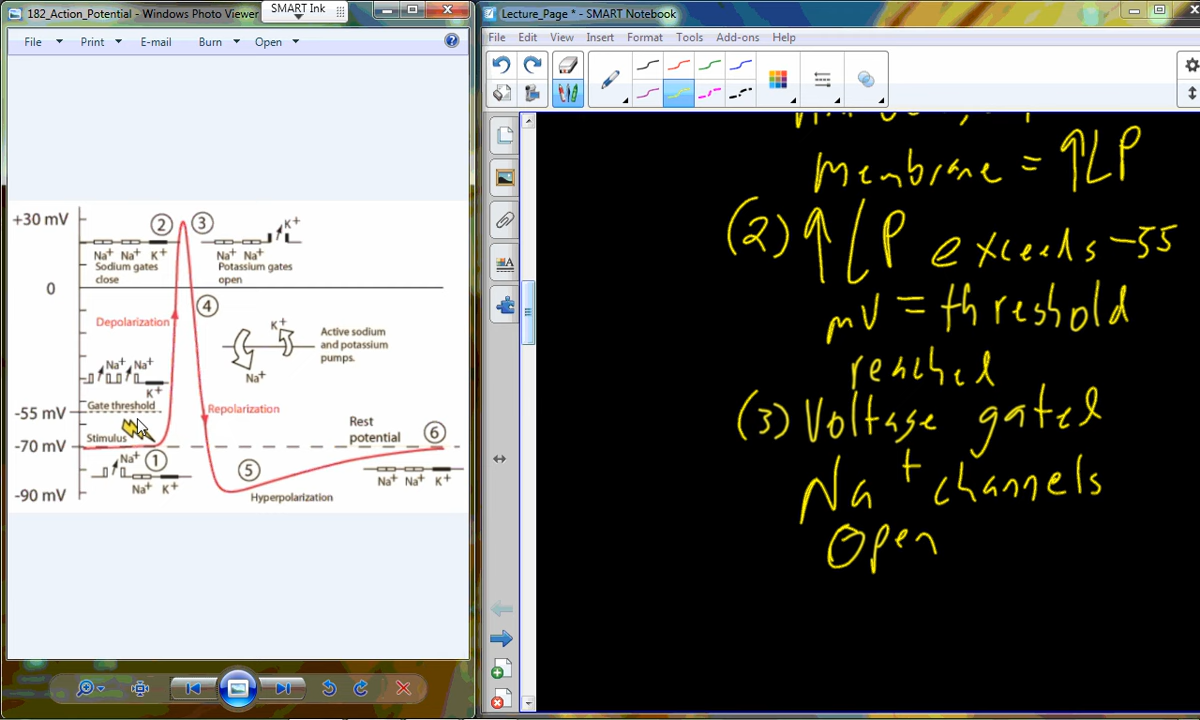 182_Action_Potential - Windows Photo Viewer
SMART Ink
File Print E-mail Burn Open
+30 mV
2
3
K+
Na+ Na+ K+
Sodium gates
close
Na+ Na+
Potassium gates
open
0
4
Depolarization
K+
Active sodium
and potassium
pumps.
Na+
Na+ Na+
K+
Gate threshold
-55 mV
Repolarization
Stimulus
Rest
potential
6
-70 mV
1
Na+
Na+ K+
5
Na+ Na+ K+
-90 mV
Hyperpolarization
Lecture_Page * - SMART Notebook
File Edit View Insert Format Tools Add-ons Help
membrane = ↑LP
(2) ↑LP exceeds -55
mV = threshold
reached
(3) Voltage gated
Na+ channels
Open